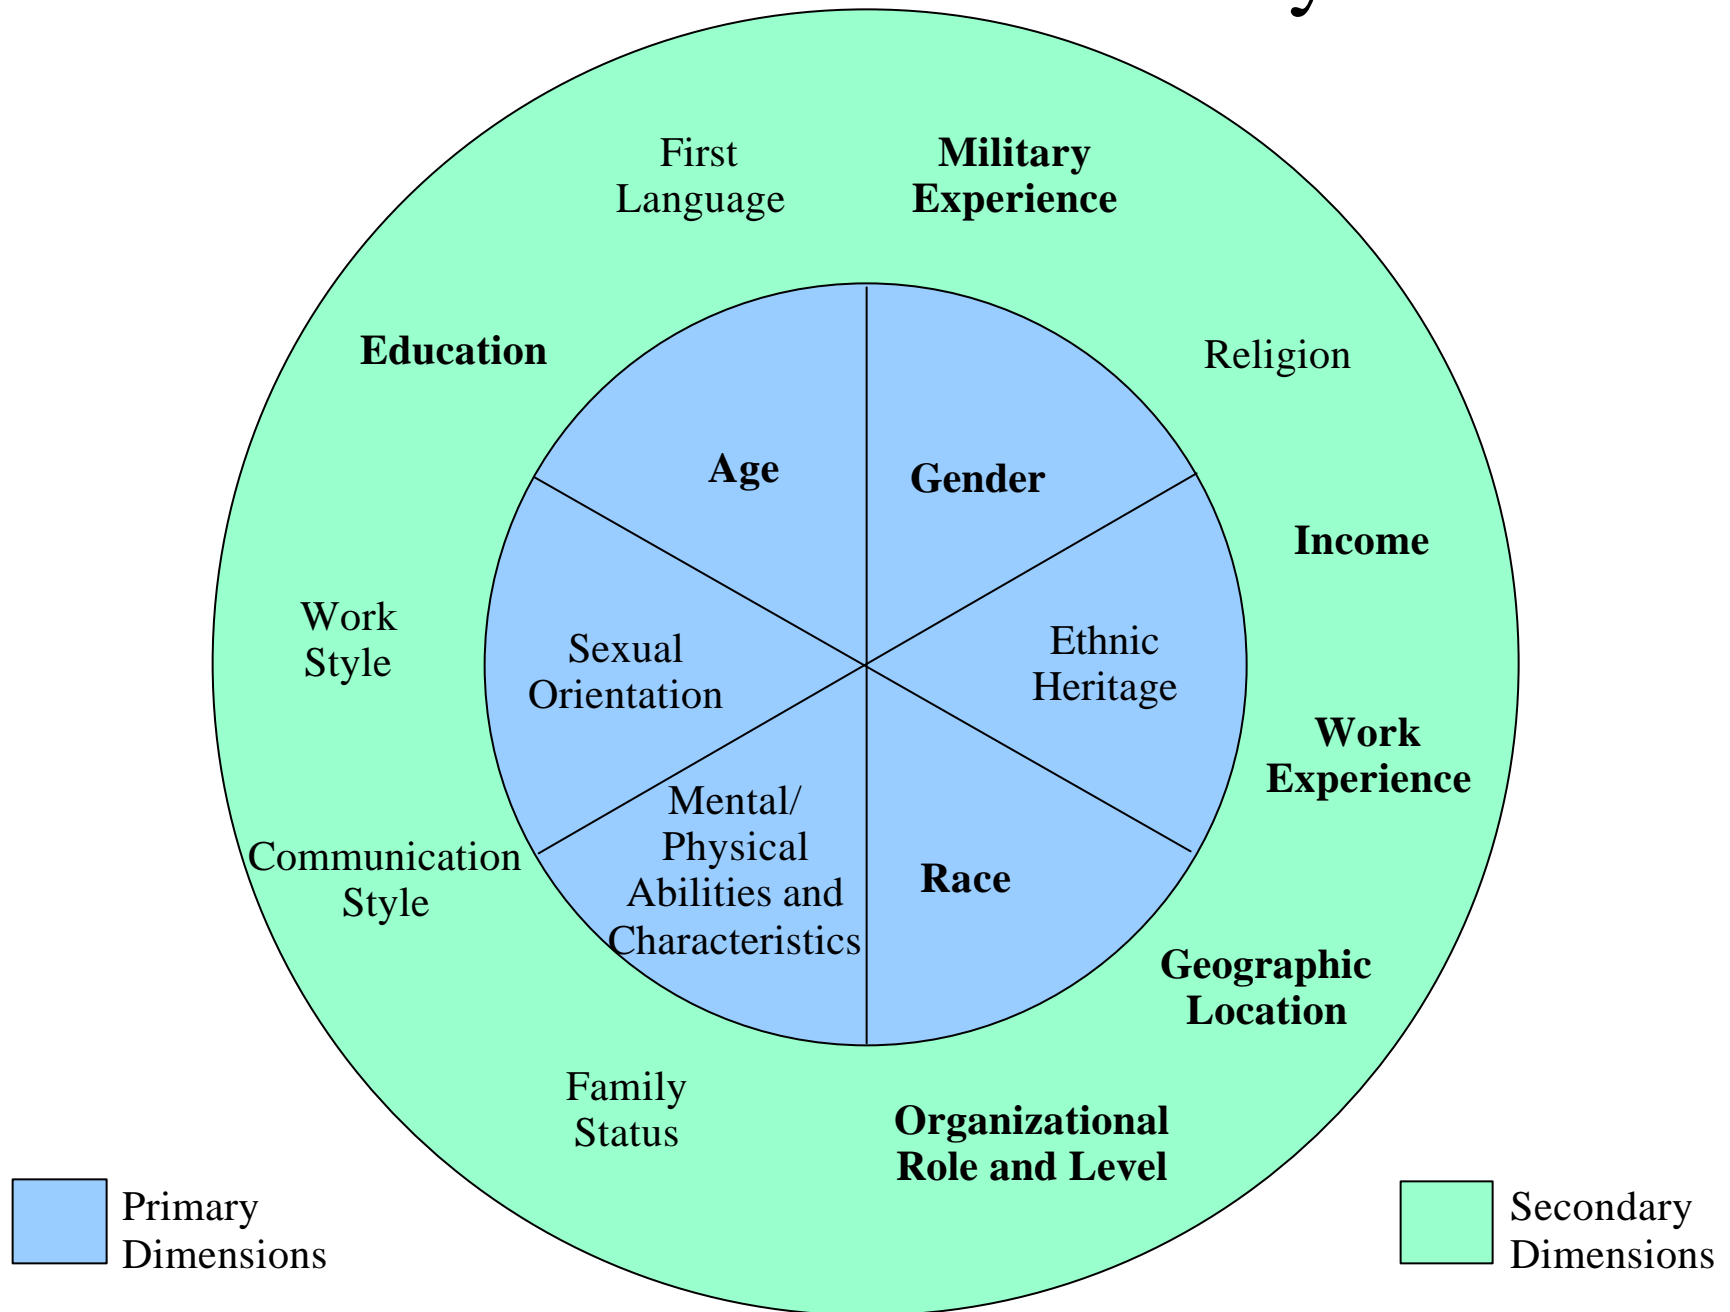 First
Language
Military
Experience
Education
Religion
Age
Gender
Income
Work
Style
Sexual
Orientation
Ethnic
Heritage
Work
Experience
Mental/
Physical
Abilities and
Characteristics
Race
Communication
Style
Geographic
Location
Family
Status
Organizational
Role and Level
Primary
Dimensions
Secondary
Dimensions